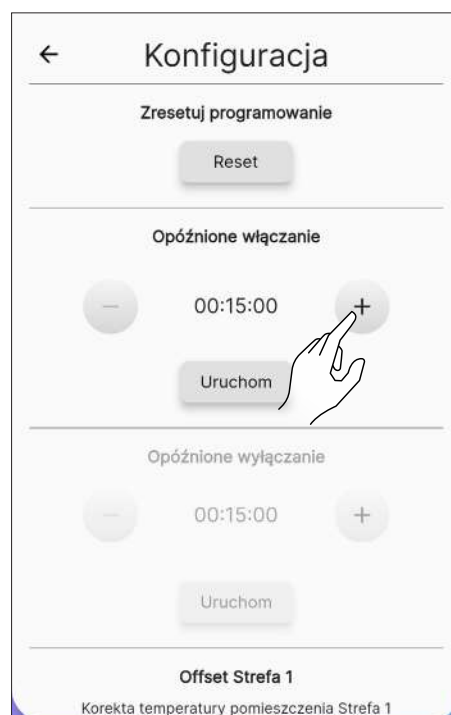 Konfiguracja
Zresetuj programowanie
Reset
Opóźnione włączanie
00:15:00
Uruchom
Opóźnione wyłączanie
00:15:00
Uruchom
Offset Strefa 1
Korekta temperatury pomieszczenia Strefa 1